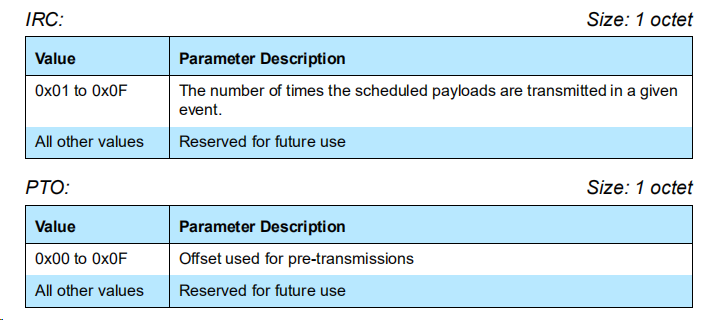 IRC: Size: 1 octet
Value Parameter Description
0x01 to 0x0F The number of times the scheduled payloads are transmitted in a given
event.
All other values Reserved for future use
PTO: Size: 1 octet
Value Parameter Description
0x00 to 0x0F Offset used for pre-transmissions
All other values Reserved for future use